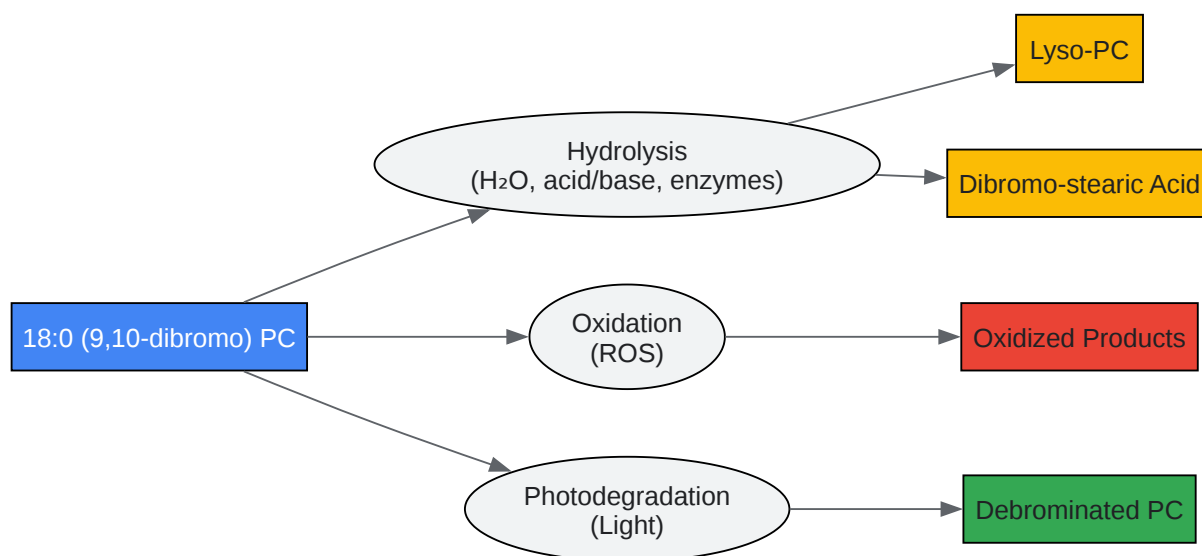 Lyso-PC
Hydrolysis
(H₂O, acid/base, enzymes)
Dibromo-stearic Acid
18:0 (9,10-dibromo) PC
Oxidation
(ROS)
Oxidized Products
Photodegradation
(Light)
Debrominated PC